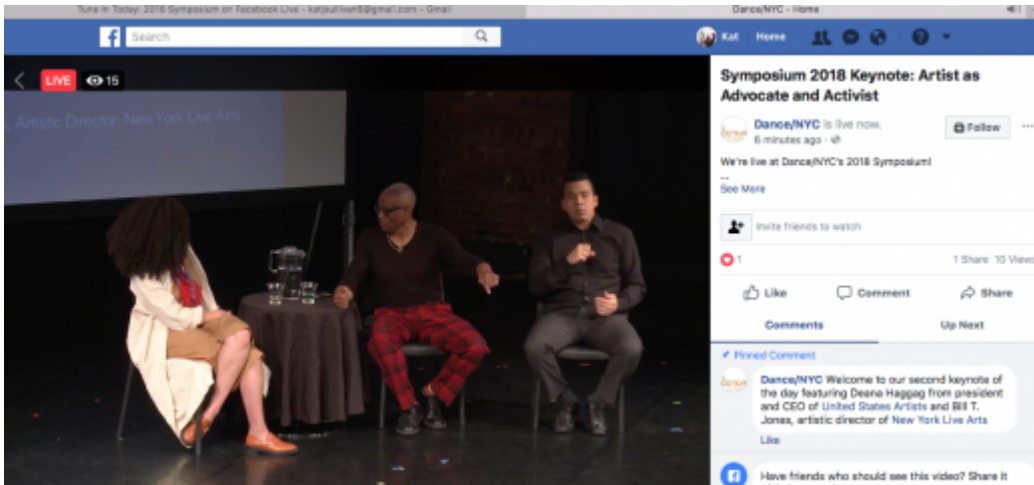 Tune in Today: 2018 Symposium on Facebook Live - katjsullivan5@gmail.com - Gmail
Dance/NYC - Home
Search
Kat Home
LIVE 15
, Artistic Director, New York Live Arts
Symposium 2018 Keynote: Artist as
Advocate and Activist
Dance/NYC is live now.
6 minutes ago
Follow
We're live at Dance/NYC's 2018 Symposium!
...
See More
Invite friends to watch
1
1 Share 10 Views
Like Comment Share
Comments Up Next
Pinned Comment
Dance/NYC Welcome to our second keynote of
the day featuring Deana Haggag from president
and CEO of United States Artists and Bill T.
Jones, artistic director of New York Live Arts
Like
Have friends who should see this video? Share it